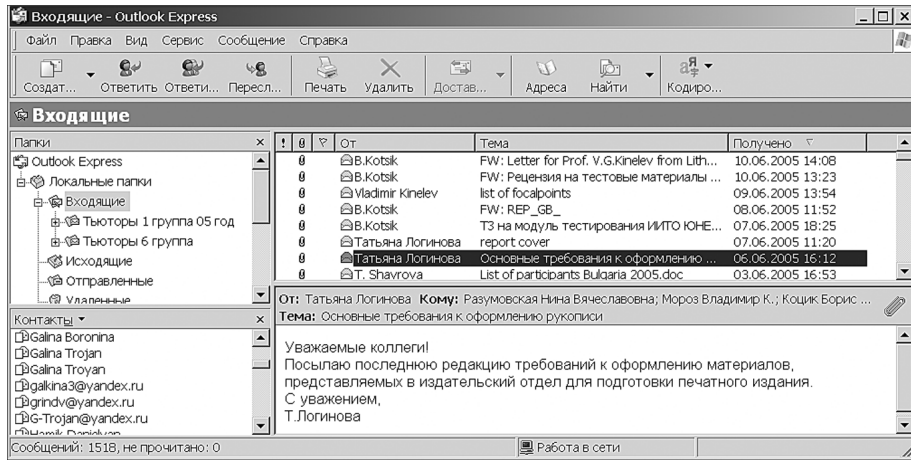 Входящие - Outlook Express
Файл Правка Вид Сервис Сообщение Справка
Создат... Ответить Ответи... Пересл... Печать Удалить Достав... Адреса Найти Кодиро...
Входящие
Папки
Outlook Express
Локальные папки
Входящие
Тьюторы 1 группа 05 год
Тьюторы 6 группа
Исходящие
Отправленные
Удаленные
Контакты
Galina Boronina
Galina Trojan
Galina Troyan
galkina3@yandex.ru
grindv@yandex.ru
G-Trojan@yandex.ru
Hamik Danielyan
! От Тема Получено
B.Kotsik FW: Letter for Prof. V.G.Kinelev from Lith... 10.06.2005 14:08
B.Kotsik FW: Рецензия на тестовые материалы ... 10.06.2005 13:23
Vladimir Kinelev list of focalpoints 09.06.2005 13:54
B.Kotsik FW: REP_GB_ 08.06.2005 11:52
B.Kotsik ТЗ на модуль тестирования ИИТО ЮНЕ... 07.06.2005 18:25
Татьяна Логинова report cover 07.06.2005 11:20
Татьяна Логинова Основные требования к оформлению ... 06.06.2005 16:12
T. Shavrova List of participants Bulgaria 2005.doc 03.06.2005 16:53
От: Татьяна Логинова Кому: Разумовская Нина Вячеславовна; Мороз Владимир К.; Коцик Борис ...
Тема: Основные требования к оформлению рукописи
Уважаемые коллеги!
Посылаю последнюю редакцию требований к оформлению материалов,
представляемых в издательский отдел для подготовки печатного издания.
С уважением,
Т.Логинова
Сообщений: 1518, не прочитано: 0 Работа в сети